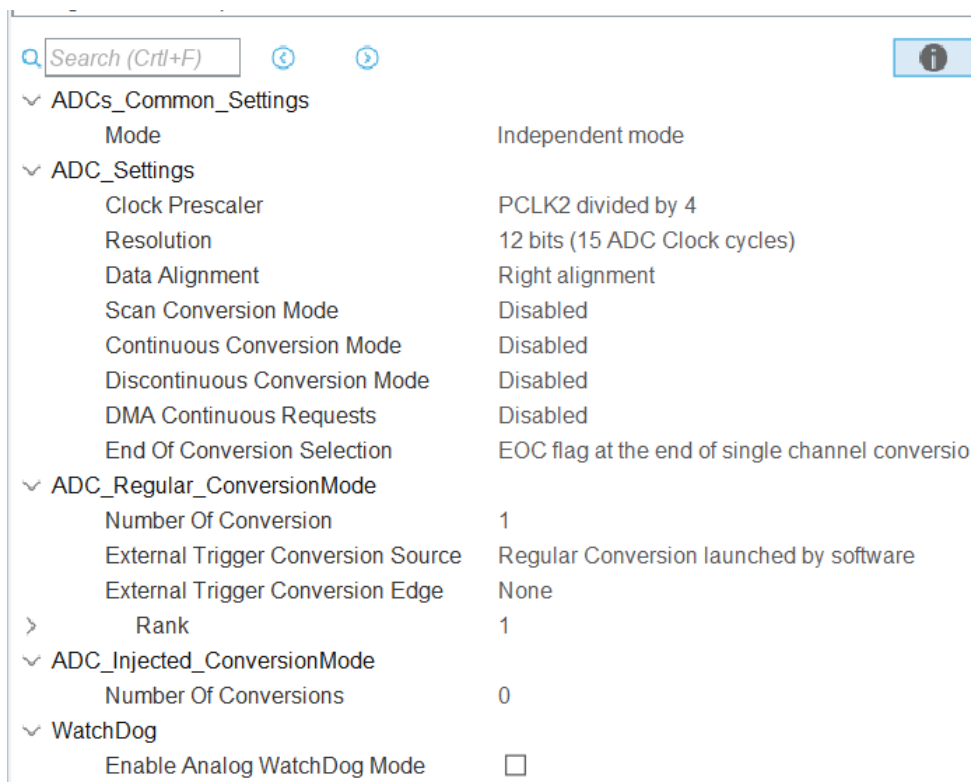 Search (Crtl+F)
ADCs_Common_Settings
Mode Independent mode
ADC_Settings
Clock Prescaler PCLK2 divided by 4
Resolution 12 bits (15 ADC Clock cycles)
Data Alignment Right alignment
Scan Conversion Mode Disabled
Continuous Conversion Mode Disabled
Discontinuous Conversion Mode Disabled
DMA Continuous Requests Disabled
End Of Conversion Selection EOC flag at the end of single channel conversio
ADC_Regular_ConversionMode
Number Of Conversion 1
External Trigger Conversion Source Regular Conversion launched by software
External Trigger Conversion Edge None
Rank 1
ADC_Injected_ConversionMode
Number Of Conversions 0
WatchDog
Enable Analog WatchDog Mode